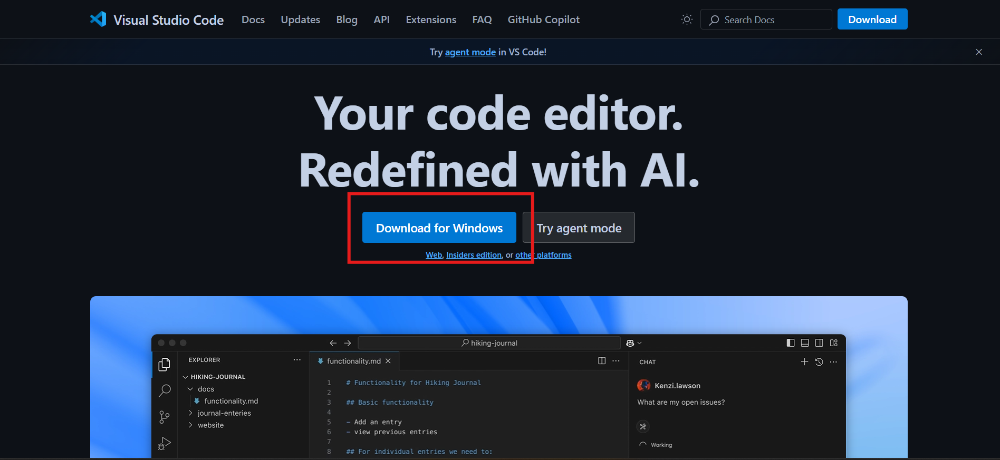 Visual Studio Code Docs Updates Blog API Extensions FAQ GitHub Copilot Search Docs Download
Try agent mode in VS Code!
Your code editor.
Redefined with AI.
Download for Windows Try agent mode
Web, Insiders edition, or other platforms
hiking-journal
EXPLORER
HIKING-JOURNAL
docs
functionality.md
journal-enteries
website
functionality.md
1 # Functionality for Hiking Journal
2
3 ## Basic functionality
4
5 - Add an entry
6 - view previous entries
7
8 ## For individual entries we need to:
CHAT
Kenzi.lawson
What are my open issues?
Working